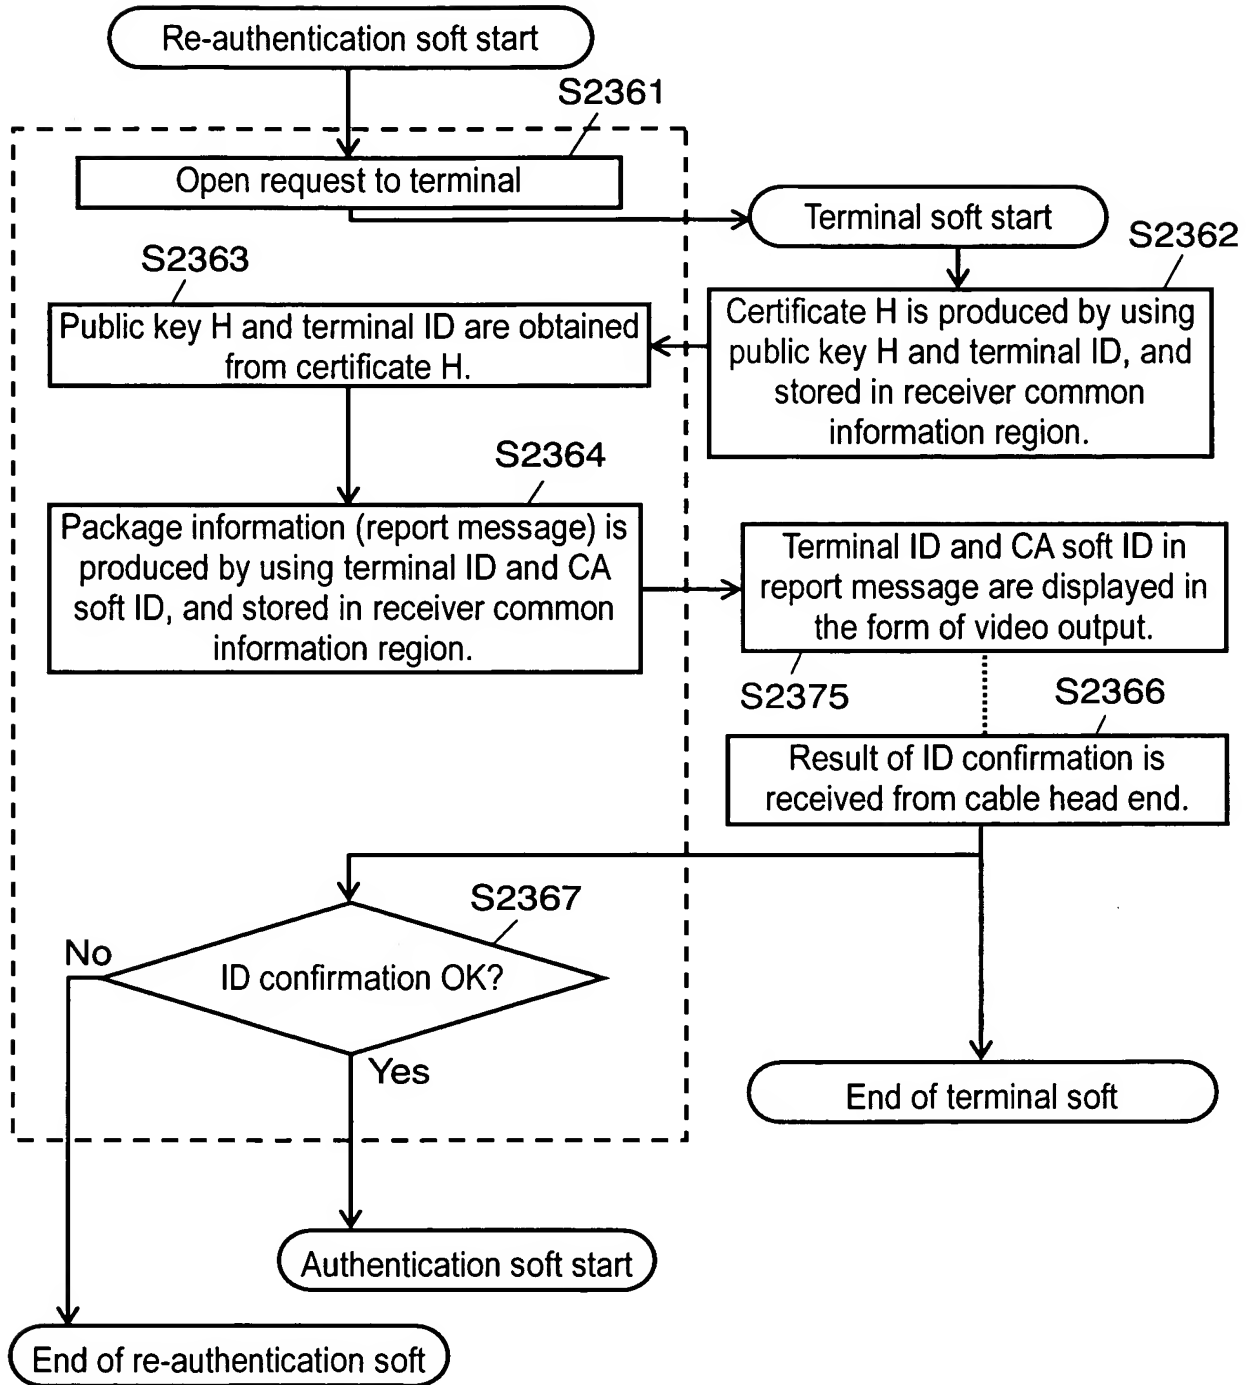 Re-authentication soft start
S2361
Open request to terminal
Terminal soft start
S2362
S2363
Certificate H is produced by using
public key H and terminal ID, and
stored in receiver common
information region.
Public key H and terminal ID are obtained
from certificate H.
S2364
Package information (report message) is
produced by using terminal ID and CA
soft ID, and stored in receiver common
information region.
Terminal ID and CA soft ID in
report message are displayed in
the form of video output.
S2375
S2366
Result of ID confirmation is
received from cable head end.
S2367
No
ID confirmation OK?
Yes
End of terminal soft
Authentication soft start
End of re-authentication soft